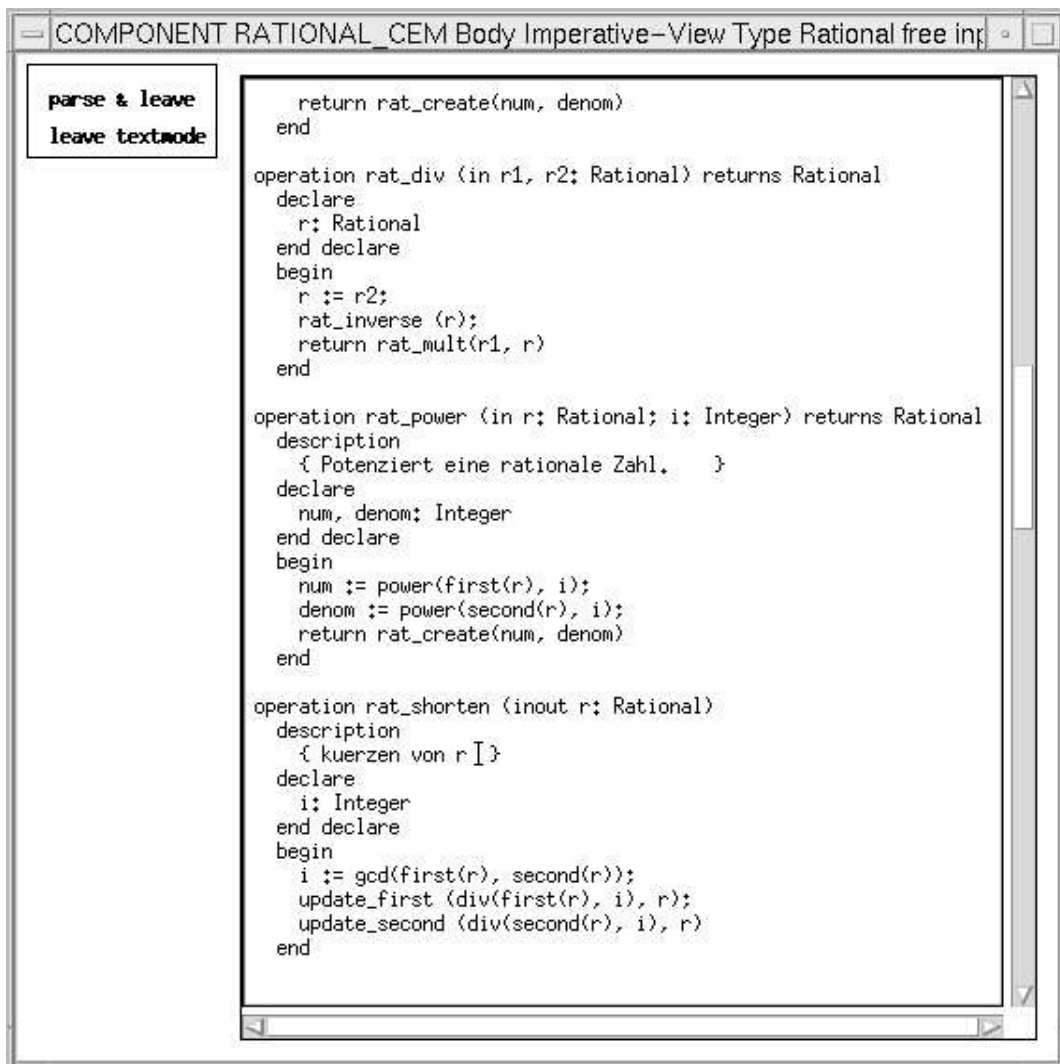 COMPONENT RATIONAL_CEM Body Imperative-View Type Rational free inp
parse & leave
leave textmode
return rat_create(num, denom)
end
operation rat_div (in r1, r2: Rational) returns Rational
declare
r: Rational
end declare
begin
r := r2;
rat_inverse (r);
return rat_mult(r1, r)
end
operation rat_power (in r: Rational; i: Integer) returns Rational
description
{ Potenziert eine rationale Zahl. }
declare
num, denom: Integer
end declare
begin
num := power(first(r), i);
denom := power(second(r), i);
return rat_create(num, denom)
end
operation rat_shorten (inout r: Rational)
description
{ kuerzen von r }
declare
i: Integer
end declare
begin
i := gcd(first(r), second(r));
update_first (div(first(r), i), r);
update_second (div(second(r), i), r)
end